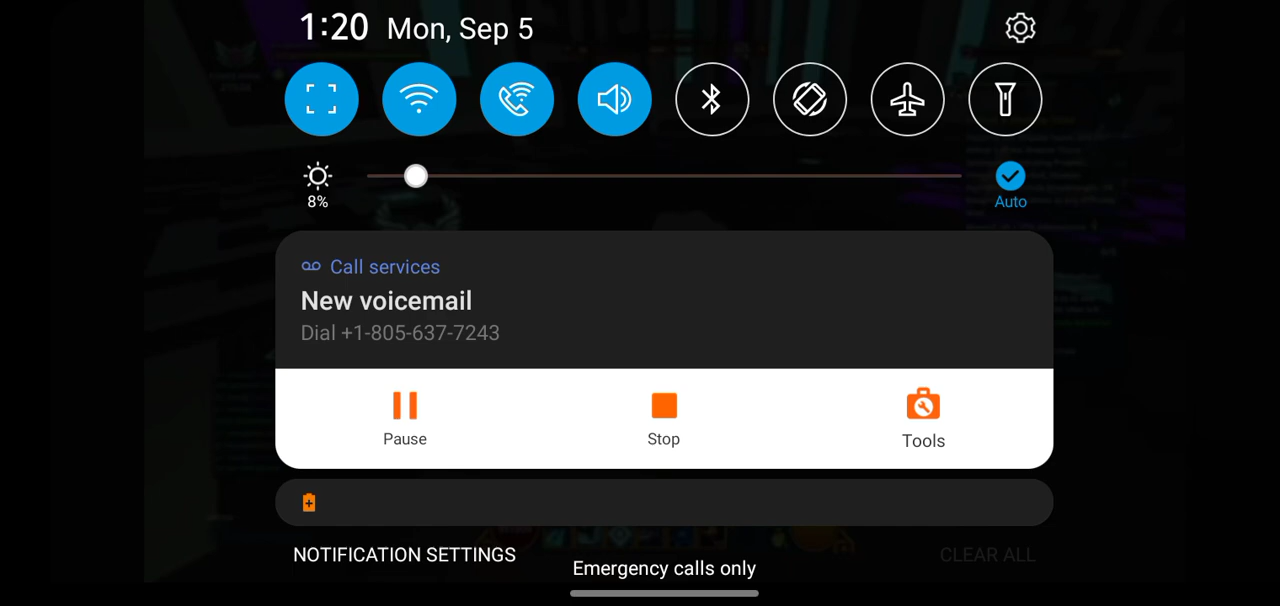 1:20 Mon, Sep 5
8%
Auto
Call services
New voicemail
Dial +1-805-637-7243
Pause
Stop
Tools
NOTIFICATION SETTINGS
CLEAR ALL
Emergency calls only